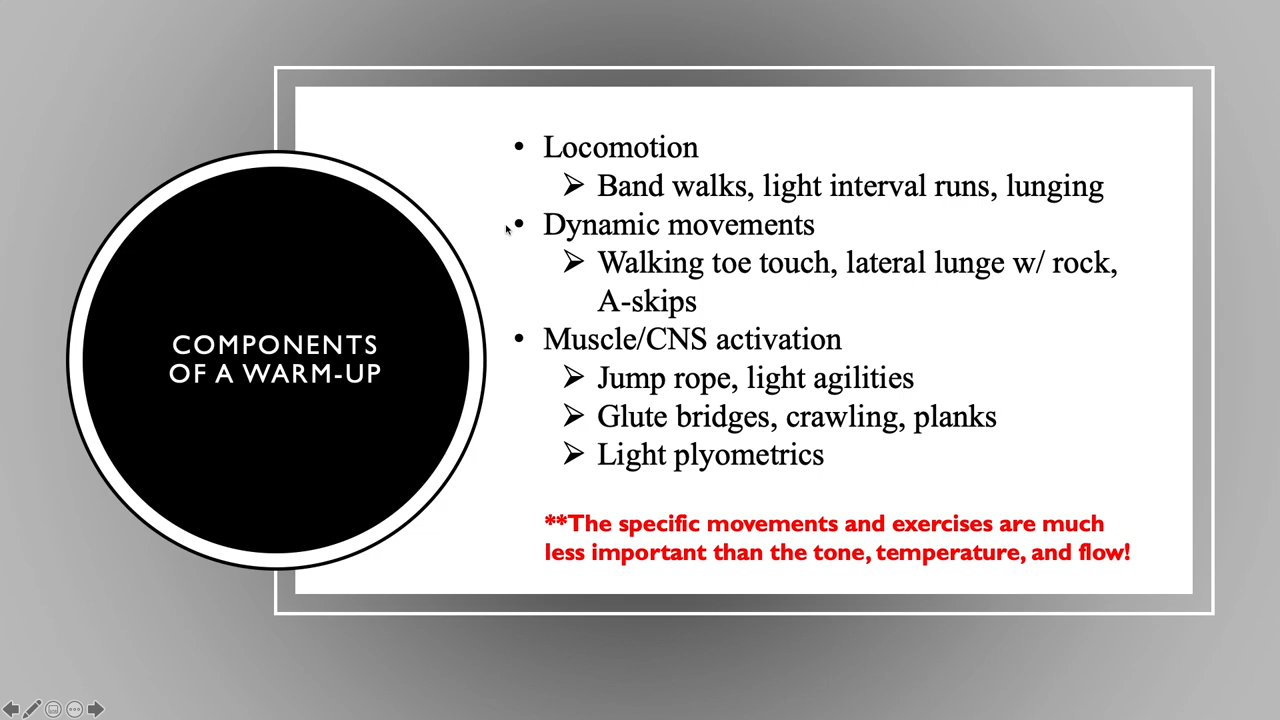 COMPONENTS
OF A WARM-UP
• Locomotion
➢ Band walks, light interval runs, lunging
• Dynamic movements
➢ Walking toe touch, lateral lunge w/ rock,
A-skips
• Muscle/CNS activation
➢ Jump rope, light agilities
➢ Glute bridges, crawling, planks
➢ Light plyometrics
**The specific movements and exercises are much
less important than the tone, temperature, and flow!